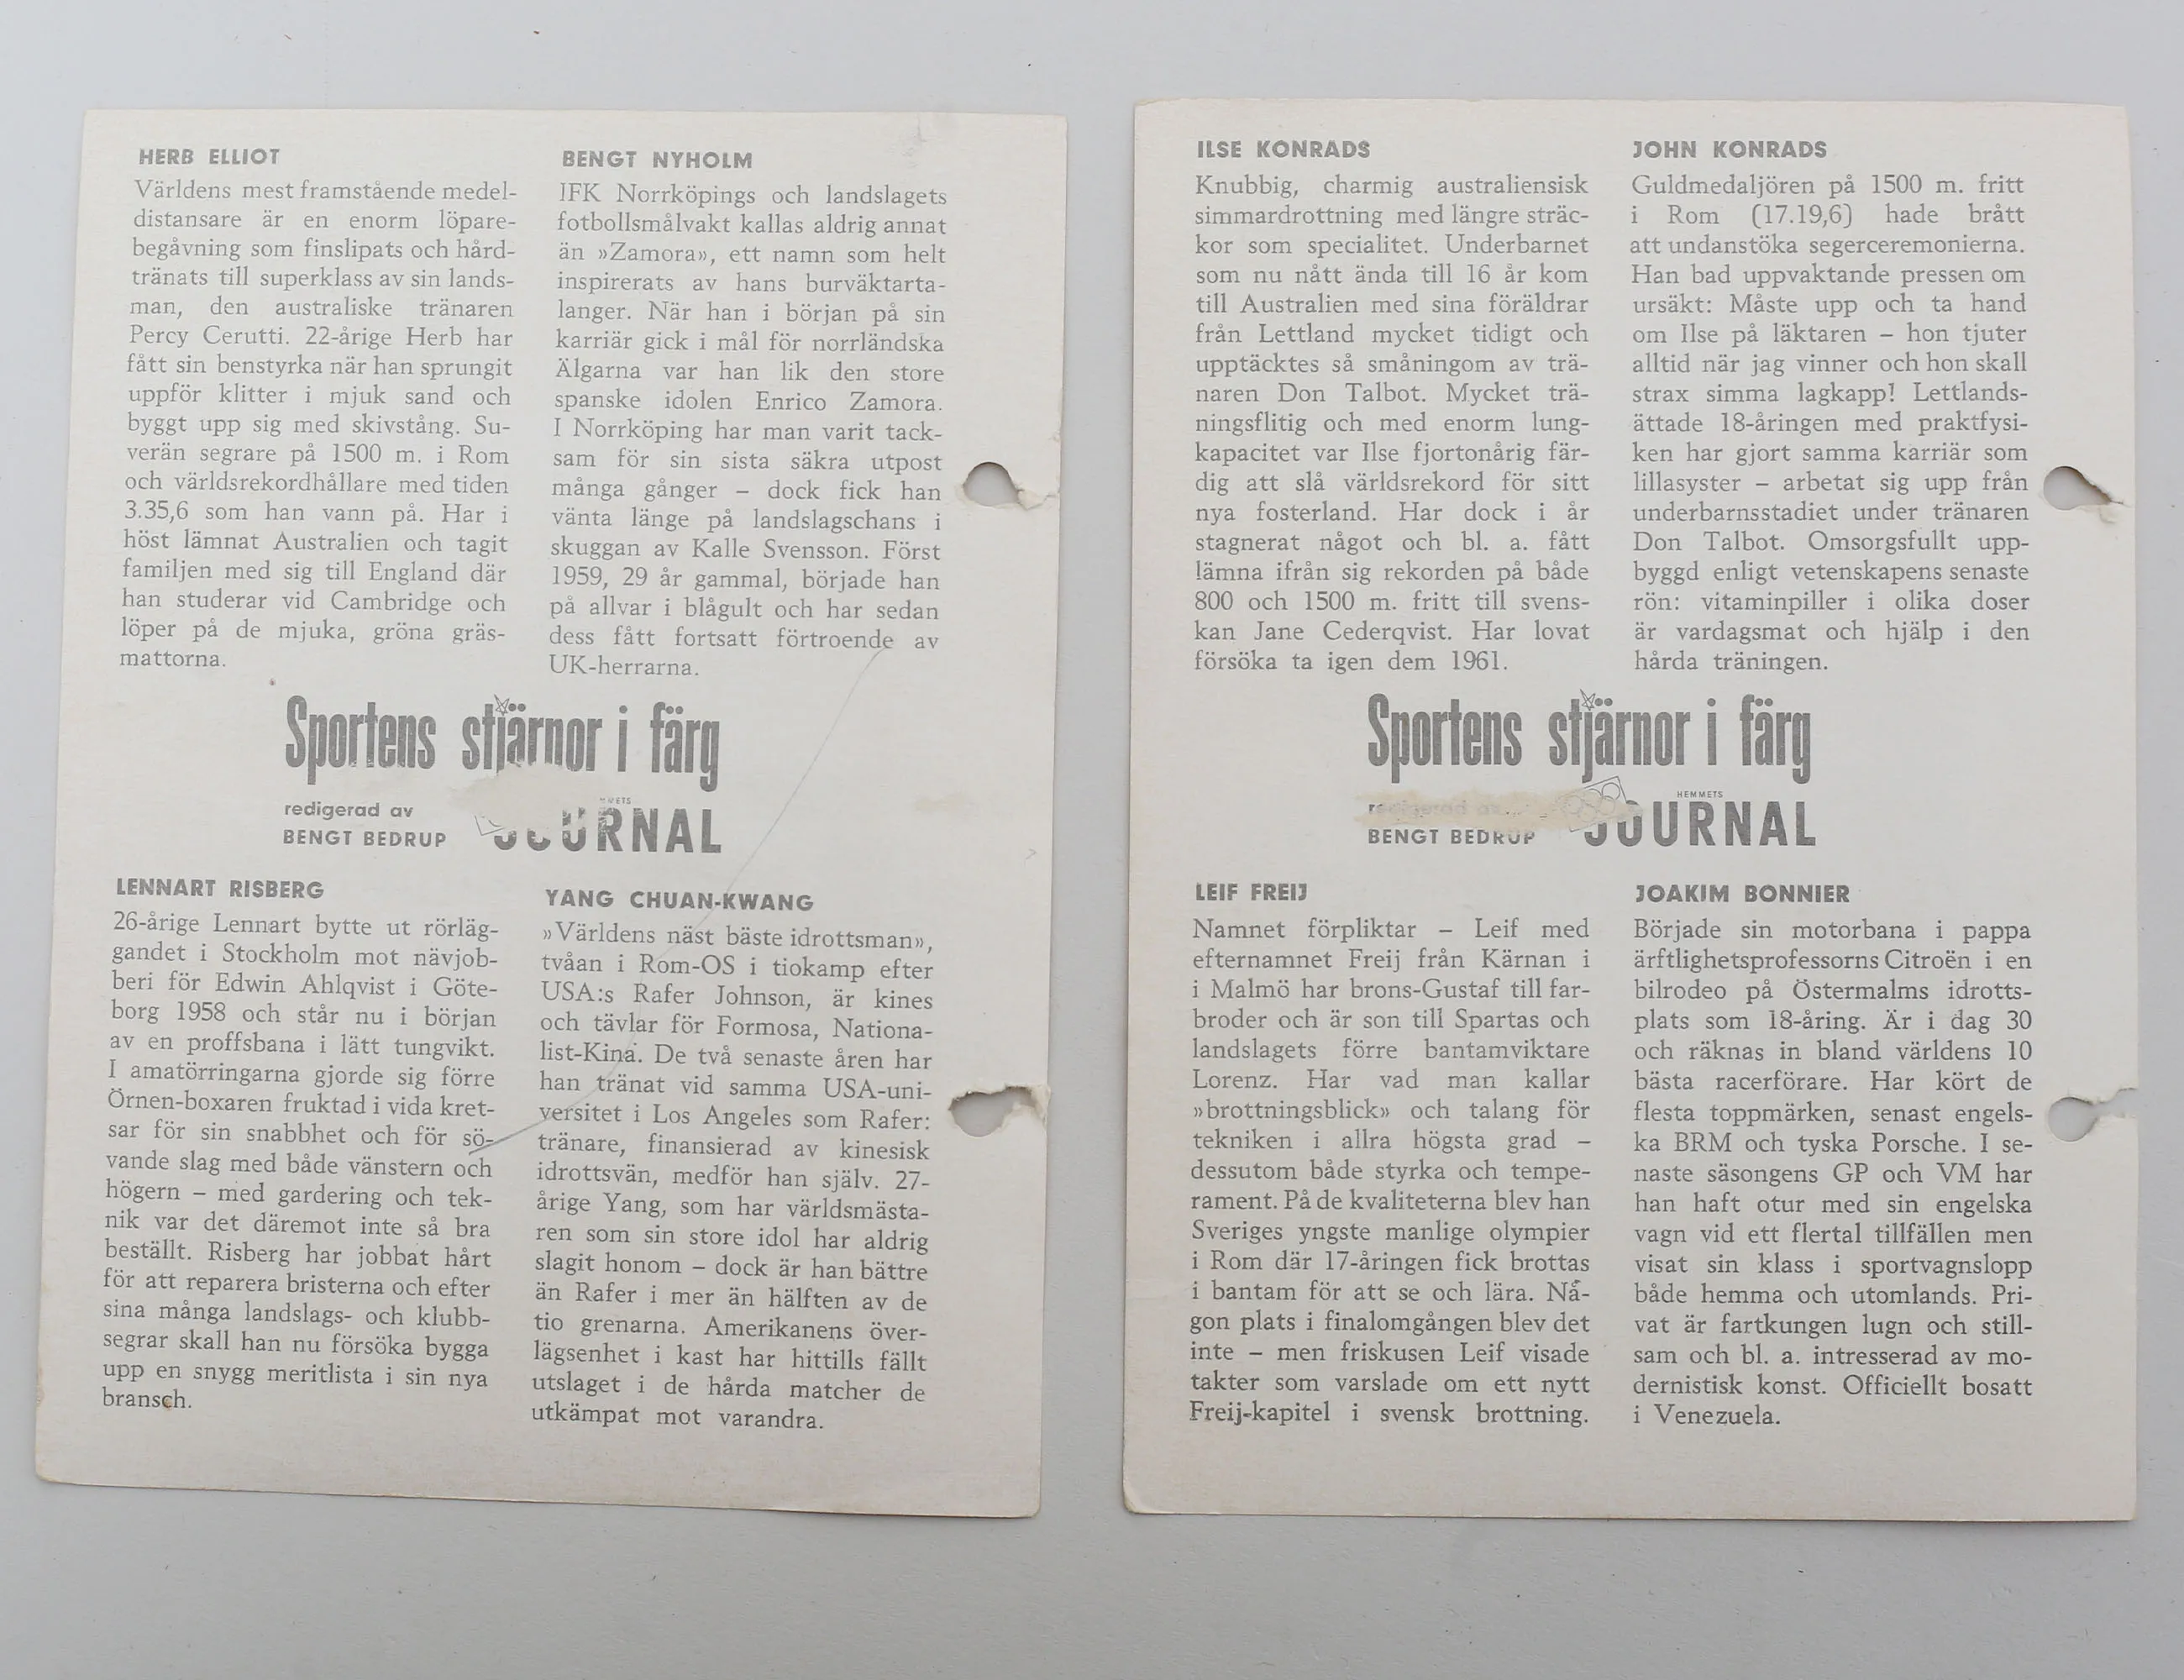 HERB ELLIOT
Världens mest framstående medel-
distansare är en enorm löpare-
begåvning som finslipats och hård-
tränats till superklass av sin lands-
man, den australiske tränaren
Percy Cerutti. 22-årige Herb har
fått sin benstyrka när han sprungit
uppför klitter i mjuk sand och
byggt upp sig med skivstång. Su-
verän segrare på 1500 m. i Rom
och världsrekordhållare med tiden
3.35,6 som han vann på. Har i
höst lämnat Australien och tagit
familjen med sig till England där
han studerar vid Cambridge och
löper på de mjuka, gröna gräs-
mattorna.
BENGT NYHOLM
IFK Norrköpings och landslagets
fotbollsmålvakt kallas aldrig annat
än »Zamora», ett namn som helt
inspirerats av hans burväktarta-
langer. När han i början på sin
karriär gick i mål för norrländska
Älgarna var han lik den store
spanske idolen Enrico Zamora.
I Norrköping har man varit tack-
sam för sin sista säkra utpost
många gånger – dock fick han
vänta länge på landslagschans i
skuggan av Kalle Svensson. Först
1959, 29 år gammal, började han
på allvar i blågult och har sedan
dess fått fortsatt förtroende av
UK-herrarna.
Sportens stjärnor i färg
redigerad av
BENGT BEDRUP
JOURNAL
LENNART RISBERG
26-årige Lennart bytte ut rörläg-
gandet i Stockholm mot nävjob-
beri för Edwin Ahlqvist i Göte-
borg 1958 och står nu i början
av en proffsbana i lätt tungvikt.
I amatörringarna gjorde sig förre
Örnen-boxaren fruktad i vida kret-
sar för sin snabbhet och för sö-
vande slag med både vänstern och
högern – med gardering och tek-
nik var det däremot inte så bra
beställt. Risberg har jobbat hårt
för att reparera bristerna och efter
sina många landslags- och klubb-
segrar skall han nu försöka bygga
upp en snygg meritlista i sin nya
bransch.
YANG CHUAN-KWANG
»Världens näst bäste idrottsman»,
tvåan i Rom-OS i tiokamp efter
USA:s Rafer Johnson, är kines
och tävlar för Formosa, Nationa-
list-Kina. De två senaste åren har
han tränat vid samma USA-uni-
versitet i Los Angeles som Rafer:
tränare, finansierad av kinesisk
idrottsvän, medför han själv. 27-
årige Yang, som har världsmästa-
ren som sin store idol har aldrig
slagit honom – dock är han bättre
än Rafer i mer än hälften av de
tio grenarna. Amerikanens över-
lägsenhet i kast har hittills fällt
utslaget i de hårda matcher de
utkämpat mot varandra.
ILSE KONRADS
Knubbig, charmig australiensisk
simmardrottning med längre sträc-
kor som specialitet. Underbarnet
som nu nått ända till 16 år kom
till Australien med sina föräldrar
från Lettland mycket tidigt och
upptäcktes så småningom av trä-
naren Don Talbot. Mycket trä-
ningsflitig och med enorm lung-
kapacitet var Ilse fjortonårig fär-
dig att slå världsrekord för sitt
nya fosterland. Har dock i år
stagnerat något och bl. a. fått
lämna ifrån sig rekorden på både
800 och 1500 m. fritt till svens-
kan Jane Cederqvist. Har lovat
försöka ta igen dem 1961.
JOHN KONRADS
Guldmedaljören på 1500 m. fritt
i Rom (17.19,6) hade brått
att undanstöka segerceremonierna.
Han bad uppvaktande pressen om
ursäkt: Måste upp och ta hand
om Ilse på läktaren – hon tjuter
alltid när jag vinner och hon skall
strax simma lagkapp! Lettlands-
ättade 18-åringen med praktfysi-
ken har gjort samma karriär som
lillasyster – arbetat sig upp från
underbarnsstadiet under tränaren
Don Talbot. Omsorgsfullt upp-
byggd enligt vetenskapens senaste
rön: vitaminpiller i olika doser
är vardagsmat och hjälp i den
hårda träningen.
Sportens stjärnor i färg
redigerad av
BENGT BEDRUP
HEMMETS
JOURNAL
LEIF FREIJ
Namnet förpliktar – Leif med
efternamnet Freij från Kärnan i
i Malmö har brons-Gustaf till far-
broder och är son till Spartas och
landslagets förre bantamviktare
Lorenz. Har vad man kallar
»brottningsblick» och talang för
tekniken i allra högsta grad –
dessutom både styrka och tempe-
rament. På de kvaliteterna blev han
Sveriges yngste manlige olympier
i Rom där 17-åringen fick brottas
i bantam för att se och lära. Nå-
gon plats i finalomgången blev det
inte – men friskusen Leif visade
takter som varslade om ett nytt
Freij-kapitel i svensk brottning.
JOAKIM BONNIER
Började sin motorbana i pappa
ärftlighetsprofessorns Citroën i en
bilrodeo på Östermalms idrotts-
plats som 18-åring. Är i dag 30
och räknas in bland världens 10
bästa racerförare. Har kört de
flesta toppmärken, senast engels-
ka BRM och tyska Porsche. I se-
naste säsongens GP och VM har
han haft otur med sin engelska
vagn vid ett flertal tillfällen men
visat sin klass i sportvagnslopp
både hemma och utomlands. Pri-
vat är fartkungen lugn och still-
sam och bl. a. intresserad av mo-
dernistisk konst. Officiellt bosatt
i Venezuela.